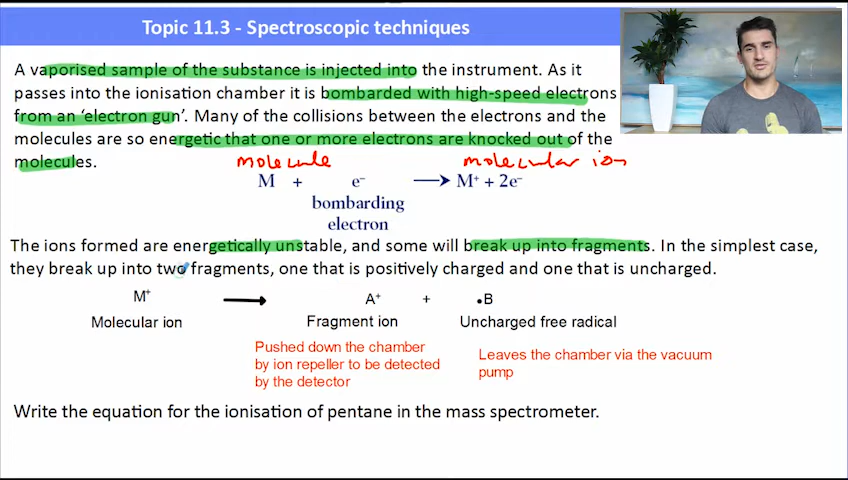 Topic 11.3 - Spectroscopic techniques
A vaporised sample of the substance is injected into the instrument. As it
passes into the ionisation chamber it is bombarded with high-speed electrons
from an ‘electron gun’. Many of the collisions between the electrons and the
molecules are so energetic that one or more electrons are knocked out of the
molecules.
molecule molecular ion
M + e⁻ ⟶ M⁺ + 2e⁻
bombarding
electron
The ions formed are energetically unstable, and some will break up into fragments. In the simplest case,
they break up into two fragments, one that is positively charged and one that is uncharged.
M⁺ ⟶ A⁺ + •B
Molecular ion Fragment ion Uncharged free radical
Pushed down the chamber
by ion repeller to be detected
by the detector
Leaves the chamber via the vacuum
pump
Write the equation for the ionisation of pentane in the mass spectrometer.